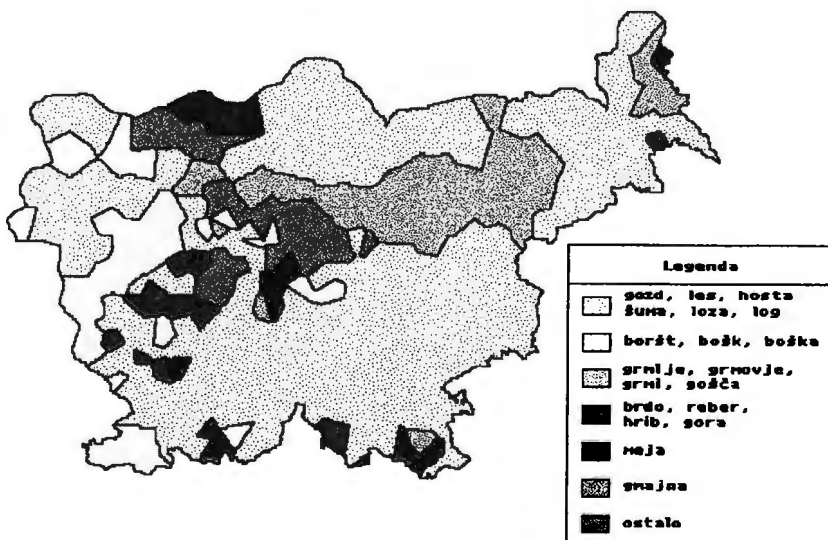 Legenda
gozd, les, hosta
šuma, loza, log
boršt, bošk, boška
grmlje, grmovje,
grmi, gošča
brdo, reber,
hrib, gora
meja
gmajna
ostalo